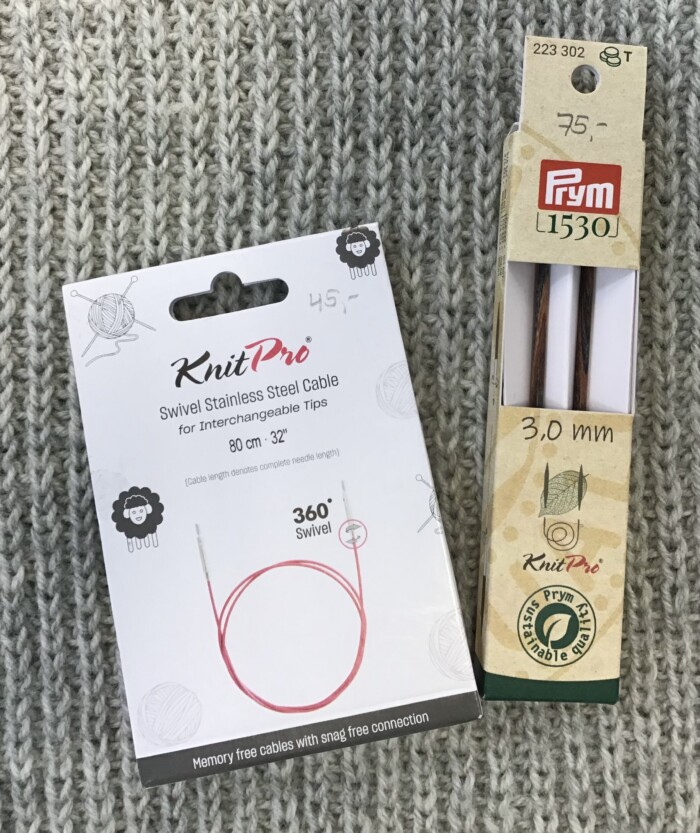 45,-
KnitPro®
Swivel Stainless Steel Cable
for Interchangeable Tips
80 cm · 32"
(Cable length denotes complete needle length)
360°
Swivel
Memory free cables with snag free connection
223 302 T
75,-
Prym
1530
3,0 mm
KnitPro®
Prym
sustainable quality